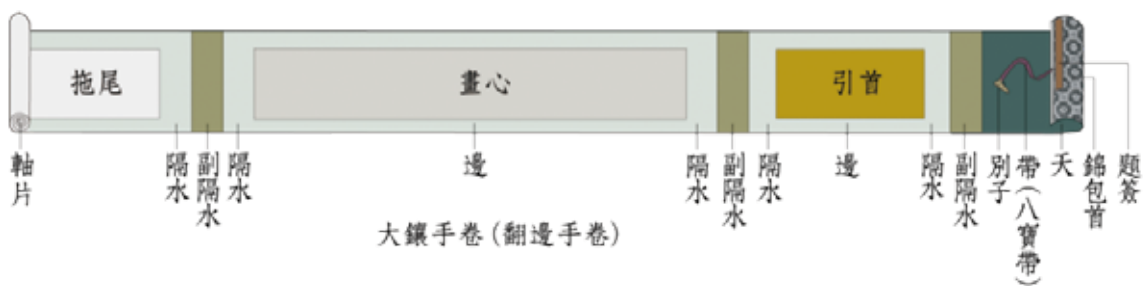 拖尾
畫心
引首
軸片
隔水
副隔水
隔水
邊
隔水
副隔水
隔水
邊
隔水
副隔水
別子
帶(八寶帶)
天
錦包首
題簽
大鑲手卷(翻邊手卷)